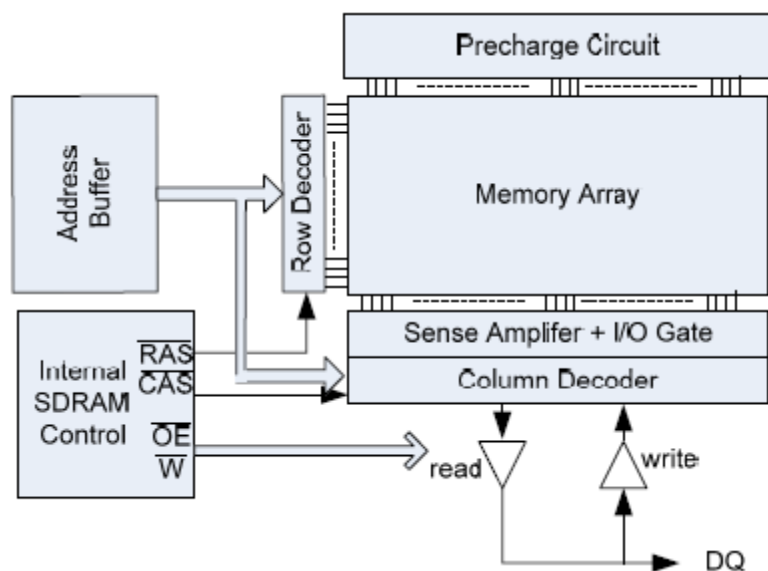 Precharge Circuit
Address
Buffer
Row Decoder
Memory Array
Sense Amplifer + I/O Gate
Column Decoder
Internal
SDRAM
Control
RAS
CAS
OE
W
read
write
DQ